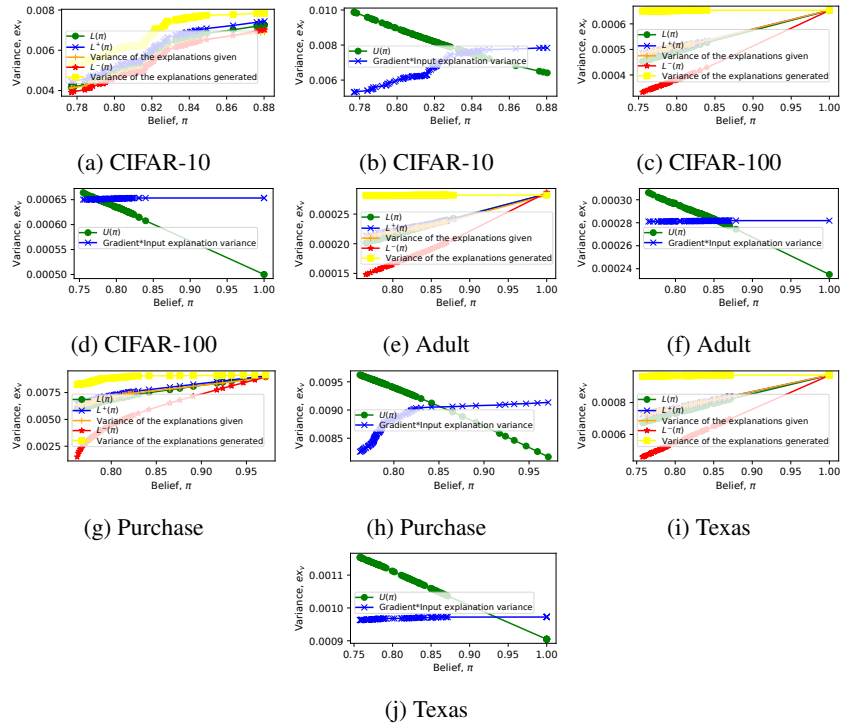 0.008
0.006
0.004
Variance, ex_v
L(π)
L⁺(π)
Variance of the explanations given
L⁻(π)
Variance of the explanations generated
0.78 0.80 0.82 0.84 0.86 0.88
Belief, π
(a) CIFAR-10
0.010
0.008
0.006
Variance, ex_v
U(π)
Gradient*Input explanation variance
0.78 0.80 0.82 0.84 0.86 0.88
Belief, π
(b) CIFAR-10
0.0006
0.0005
0.0004
Variance, ex_v
L(π)
L⁺(π)
Variance of the explanations given
L⁻(π)
Variance of the explanations generated
0.80 0.85 0.90 0.95 1.00
Belief, π
(c) CIFAR-100
0.00065
0.00060
0.00055
0.00050
Variance, ex_v
U(π)
Gradient*Input explanation variance
0.80 0.85 0.90 0.95 1.00
Belief, π
(d) CIFAR-100
0.00025
0.00020
0.00015
Variance, ex_v
L(π)
L⁺(π)
Variance of the explanations given
L⁻(π)
Variance of the explanations generated
0.80 0.85 0.90 0.95 1.00
Belief, π
(e) Adult
0.00030
0.00028
0.00026
0.00024
Variance, ex_v
U(π)
Gradient*Input explanation variance
0.80 0.85 0.90 0.95 1.00
Belief, π
(f) Adult
0.0075
0.0050
0.0025
Variance, ex_v
L(π)
L⁺(π)
Variance of the explanations given
L⁻(π)
Variance of the explanations generated
0.80 0.85 0.90 0.95
Belief, π
(g) Purchase
0.0095
0.0090
0.0085
Variance, ex_v
U(π)
Gradient*Input explanation variance
0.80 0.85 0.90 0.95
Belief, π
(h) Purchase
0.0008
0.0006
Variance, ex_v
L(π)
L⁺(π)
Variance of the explanations given
L⁻(π)
Variance of the explanations generated
0.75 0.80 0.85 0.90 0.95 1.00
Belief, π
(i) Texas
0.0011
0.0010
0.0009
Variance, ex_v
U(π)
Gradient*Input explanation variance
0.75 0.80 0.85 0.90 0.95 1.00
Belief, π
(j) Texas